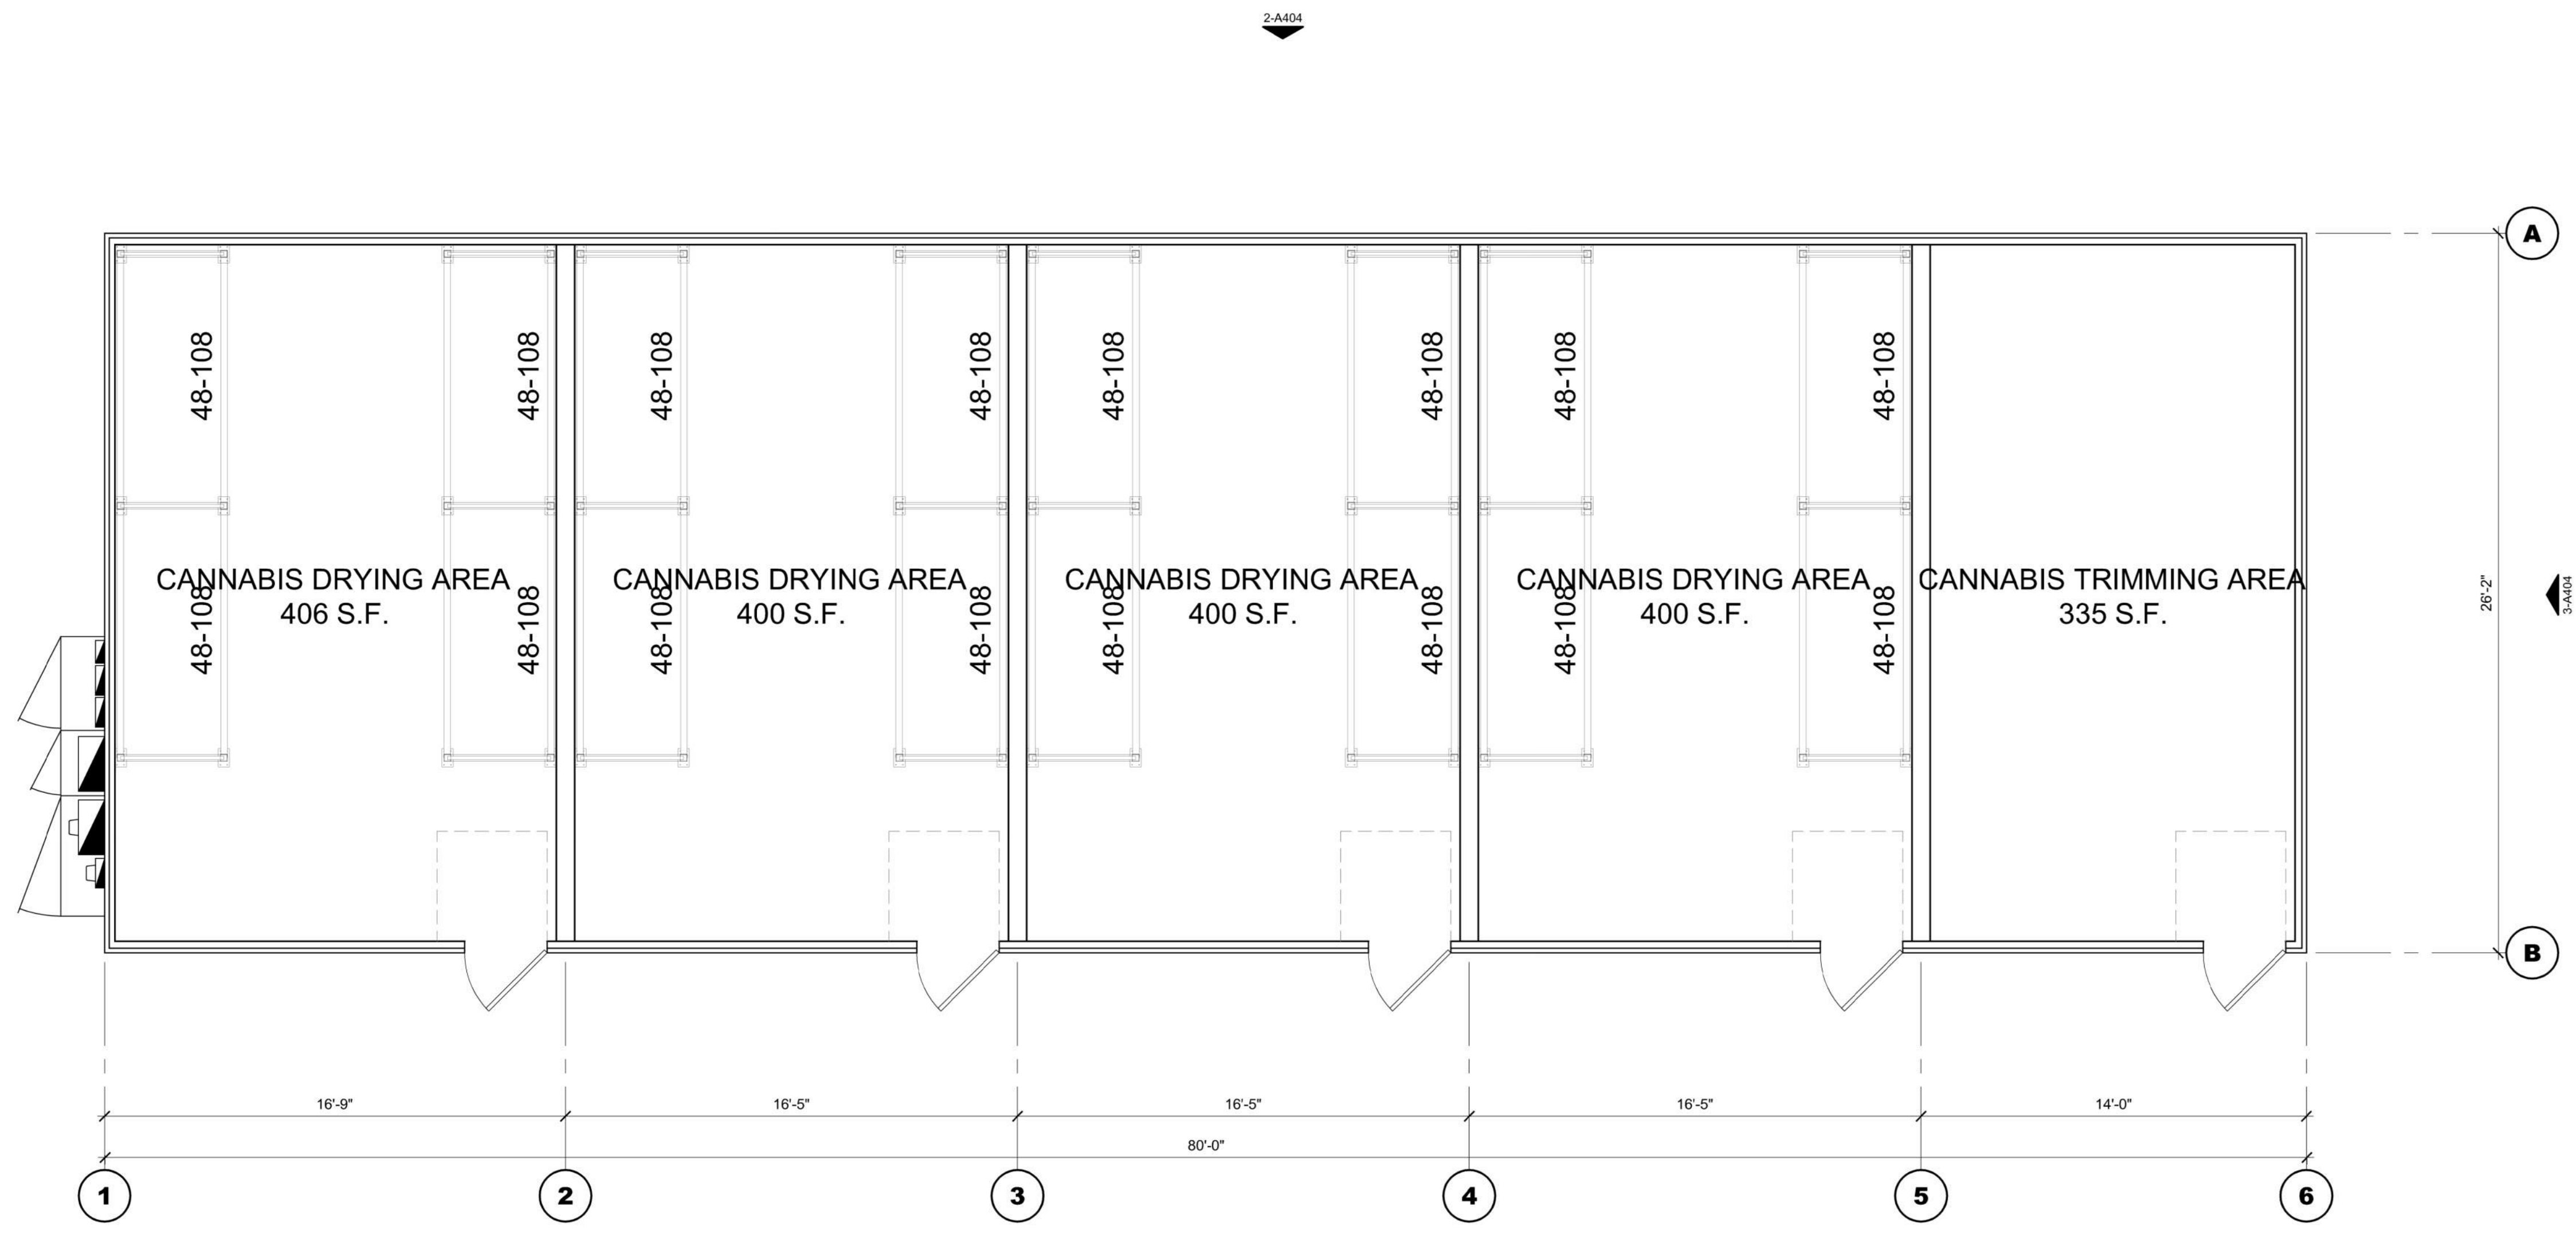 2-A404
A
48-108
48-108
48-108
48-108
48-108
48-108
48-108
48-108
CANNABIS DRYING AREA
406 S.F.
CANNABIS DRYING AREA
400 S.F.
CANNABIS DRYING AREA
400 S.F.
CANNABIS DRYING AREA
400 S.F.
CANNABIS TRIMMING AREA
335 S.F.
48-108
48-108
48-108
48-108
48-108
48-108
48-108
48-108
26'-2"
3-A404
B
16'-9"
16'-5"
16'-5"
16'-5"
14'-0"
80'-0"
1
2
3
4
5
6